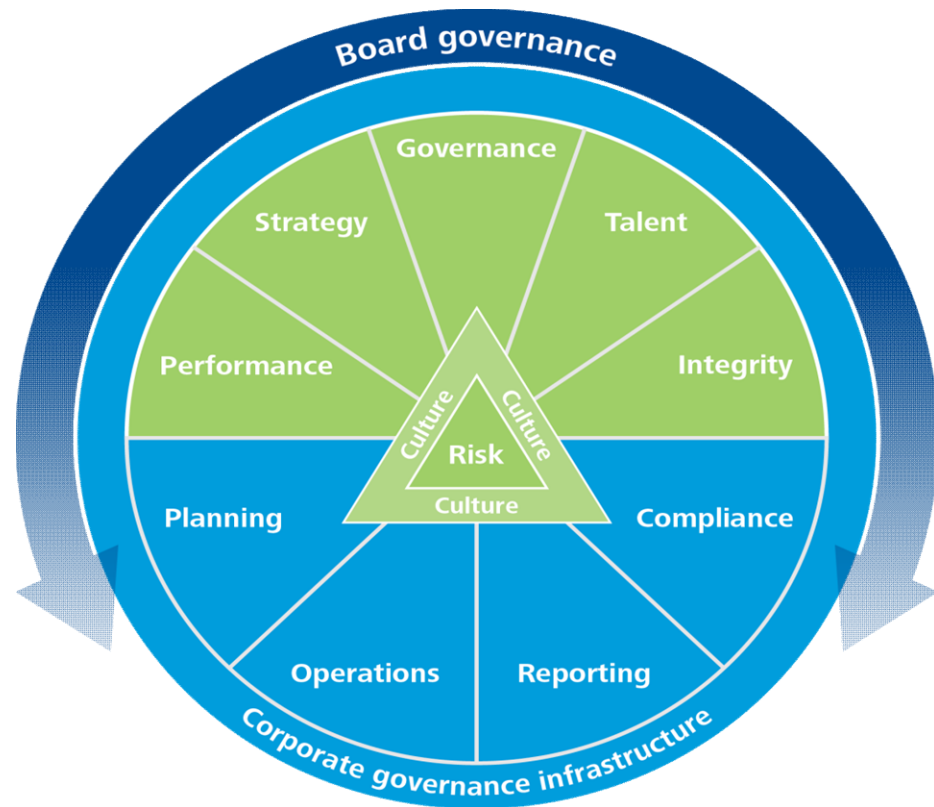 Board governance
Governance
Strategy
Talent
Performance
Integrity
Culture
Culture
Risk
Culture
Planning
Compliance
Operations
Reporting
Corporate governance infrastructure